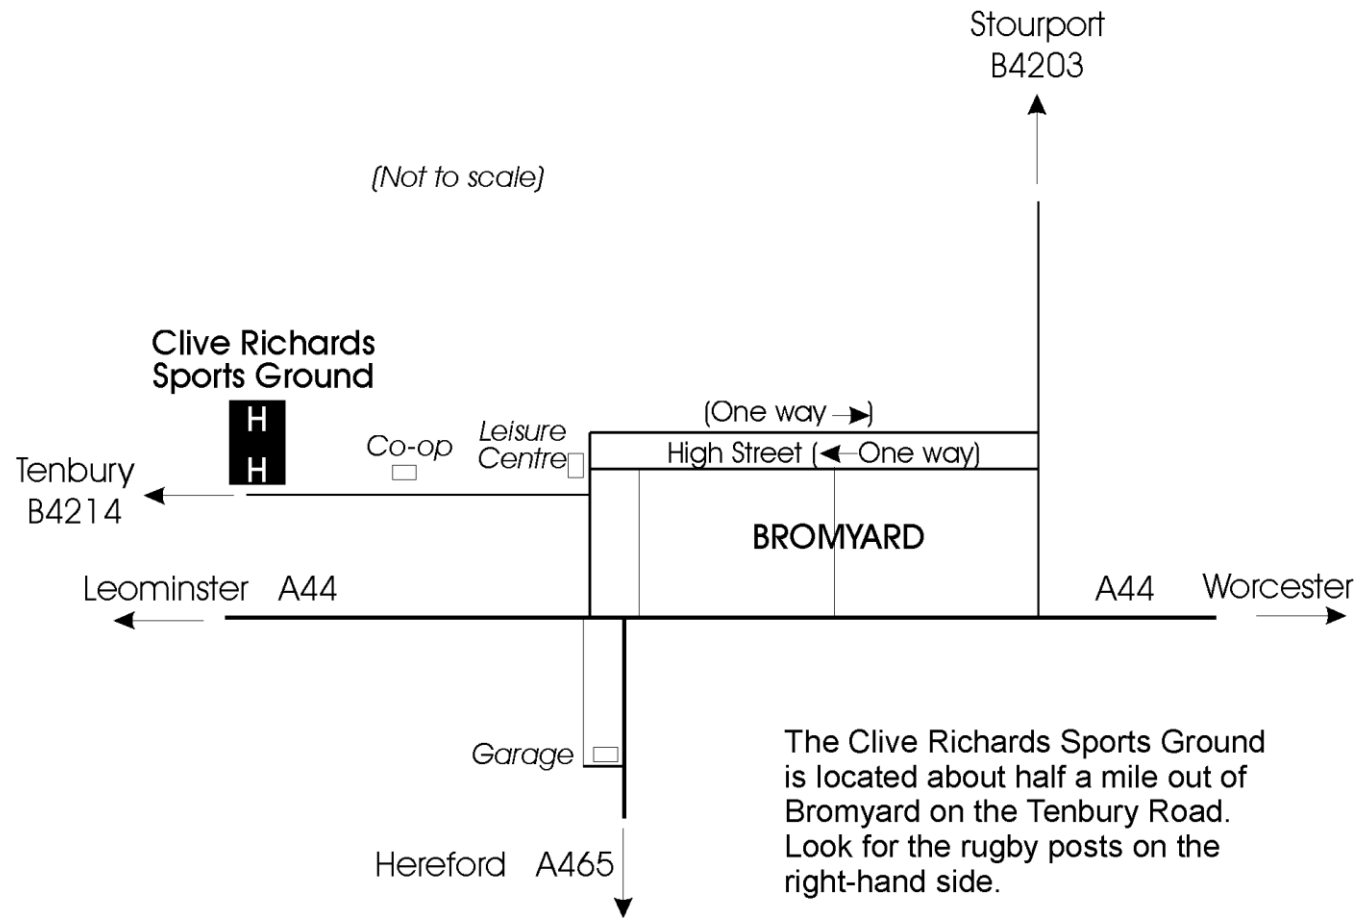 Stourport
B4203
(Not to scale)
Clive Richards
Sports Ground
H
H
Co-op
Leisure
Centre
(One way )
High Street ( One way)
Tenbury
B4214
BROMYARD
Leominster A44
A44 Worcester
Garage
Hereford A465
The Clive Richards Sports Ground
is located about half a mile out of
Bromyard on the Tenbury Road.
Look for the rugby posts on the
right-hand side.